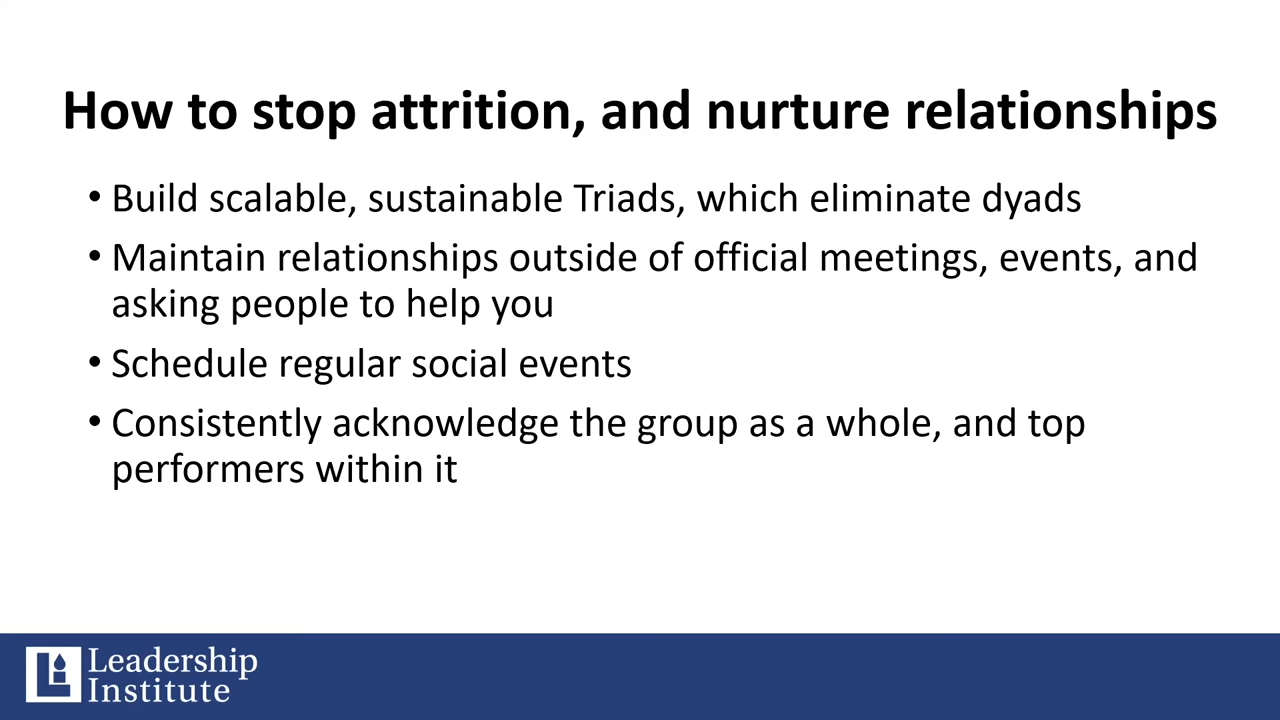 How to stop attrition, and nurture relationships
• Build scalable, sustainable Triads, which eliminate dyads
• Maintain relationships outside of official meetings, events, and
asking people to help you
• Schedule regular social events
• Consistently acknowledge the group as a whole, and top
performers within it
Leadership
Institute